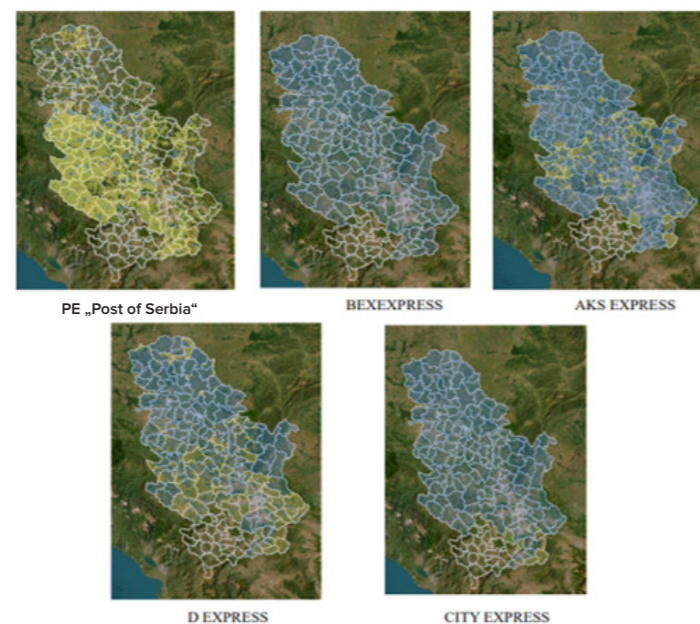 PE „Post of Serbia“
BEXEXPRESS
AKS EXPRESS
D EXPRESS
CITY EXPRESS